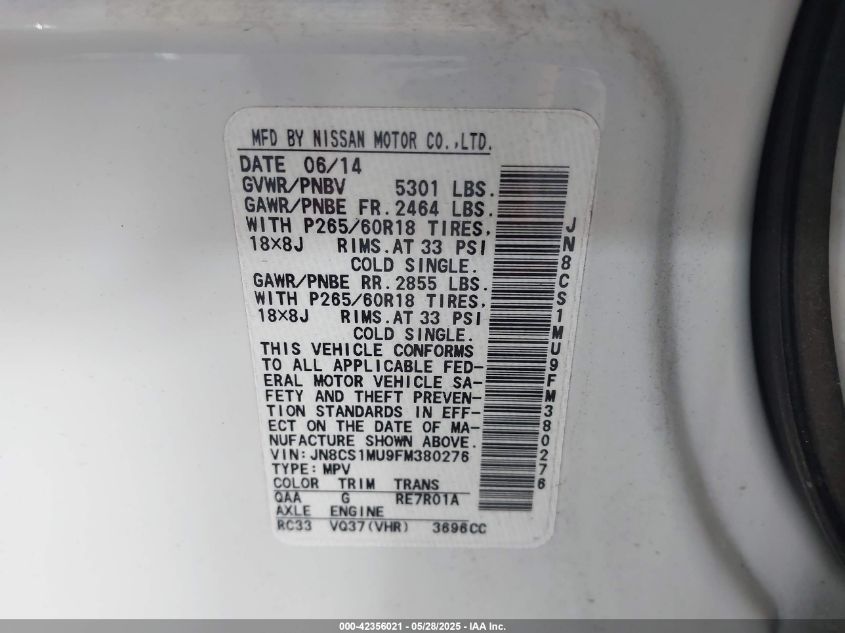 MFD BY NISSAN MOTOR CO.,LTD.
DATE 06/14
GVWR/PNBV 5301 LBS.
GAWR/PNBE FR. 2464 LBS.
WITH P265/60R18 TIRES.
18×8J RIMS. AT 33 PSI
COLD SINGLE.
GAWR/PNBE RR. 2855 LBS.
WITH P265/60R18 TIRES.
18×8J RIMS. AT 33 PSI
COLD SINGLE.
THIS VEHICLE CONFORMS
TO ALL APPLICABLE FED-
ERAL MOTOR VEHICLE SA-
FETY AND THEFT PREVEN-
TION STANDARDS IN EFF-
ECT ON THE DATE OF MA-
NUFACTURE SHOWN ABOVE.
VIN: JN8CS1MU9FM380276
TYPE: MPV
COLOR TRIM TRANS
QAA G RE7R01A
AXLE ENGINE
RC33 VQ37(VHR) 3696CC
JN8CS1MU9FM380276
000-42356021 - 05/28/2025 - IAA Inc.